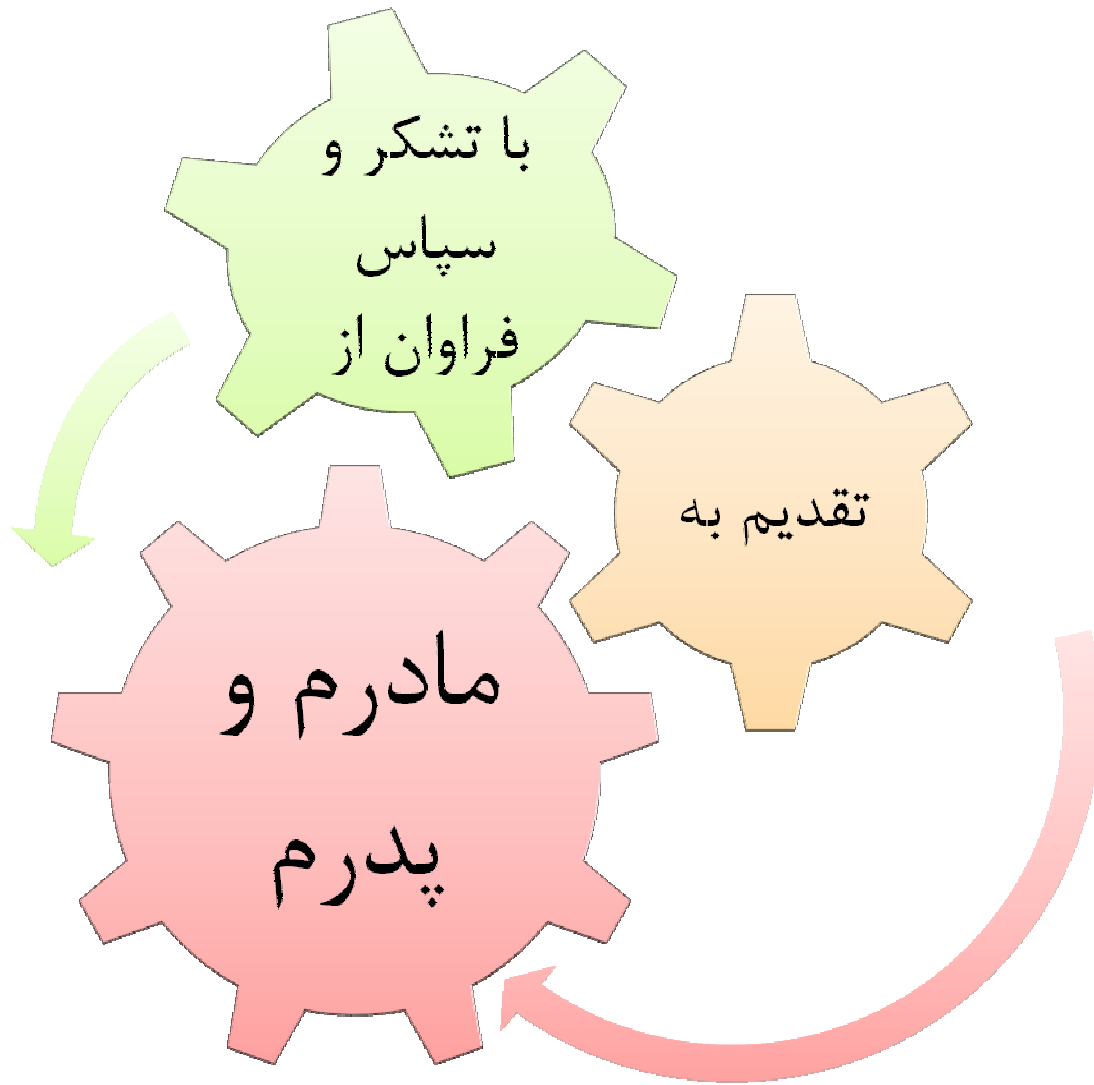 با تشکر و
سپاس
فراوان از
تقدیم به
مادرم و
پدرم